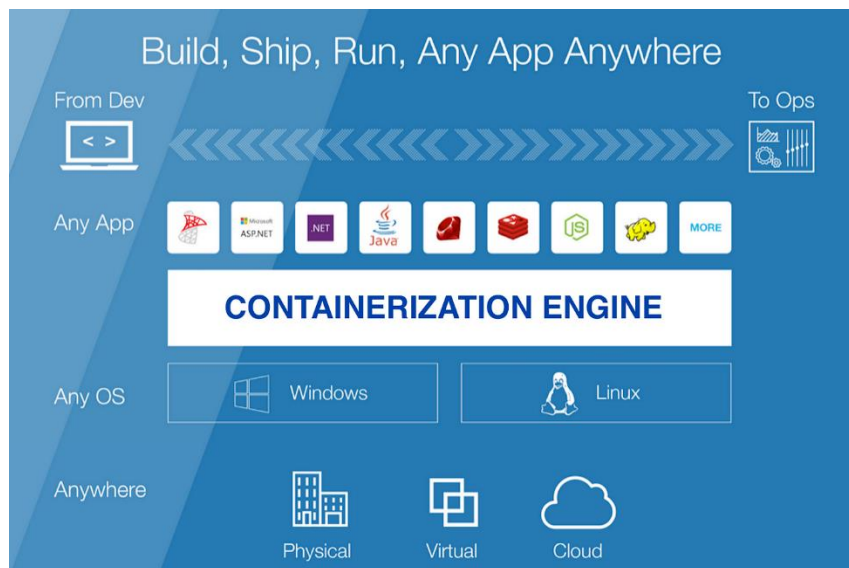 Build, Ship, Run, Any App Anywhere
From Dev
To Ops
< >
Any App
Microsoft
ASP.NET
.NET
Java
JS
MORE
CONTAINERIZATION ENGINE
Any OS
Windows
Linux
Anywhere
Physical
Virtual
Cloud